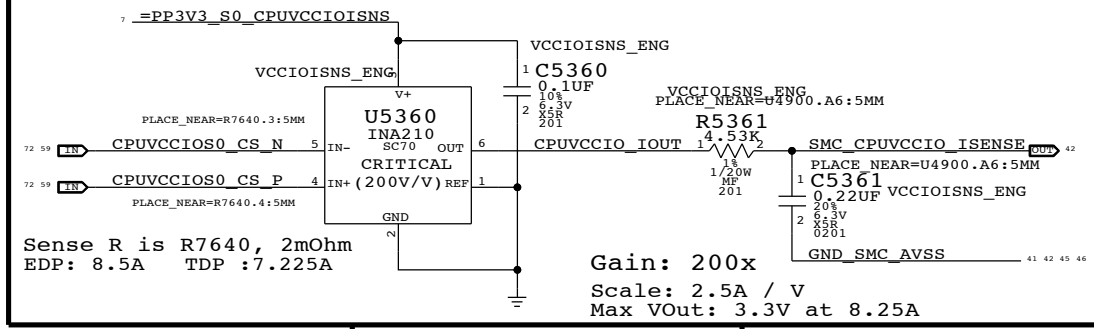 7 =PP3V3_S0_CPUVCCIOISNS
VCCIOISNS_ENG
VCCIOISNS_ENG
3
V+
1 C5360
0.1UF
10%
6.3V
2 X5R
201
U5360
INA210
SC70
CRITICAL
(200V/V)
PLACE_NEAR=R7640.3:5MM
72 59 IN CPUVCCIOS0_CS_N 5 IN-
OUT 6 CPUVCCIO_IOUT
72 59 IN CPUVCCIOS0_CS_P 4 IN+
REF 1
PLACE_NEAR=R7640.4:5MM
GND
2
VCCIOISNS_ENG
PLACE_NEAR=U4900.A6:5MM
R5361
4.53K
1 2
1%
1/20W
MF
201
SMC_CPUVCCIO_ISENSE OUT 42
PLACE_NEAR=U4900.A6:5MM
1 C5361
VCCIOISNS_ENG
0.22UF
20%
6.3V
2 X5R
0201
GND_SMC_AVSS 41 42 45 46
Sense R is R7640, 2mOhm
EDP: 8.5A TDP :7.225A
Gain: 200x
Scale: 2.5A / V
Max VOut: 3.3V at 8.25A